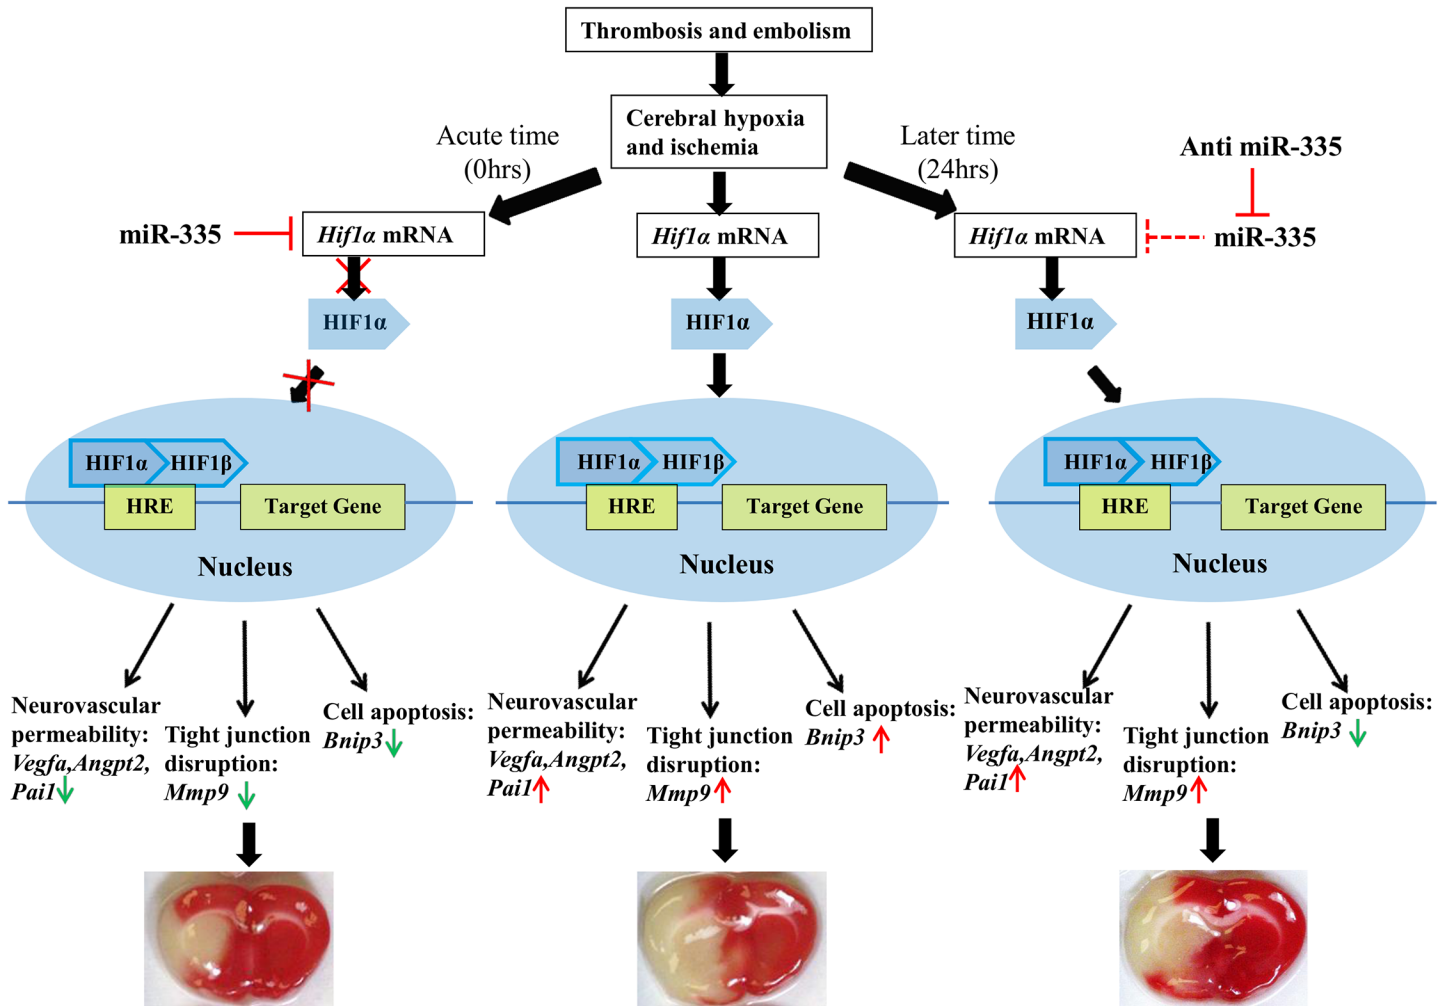 Thrombosis and embolism
Cerebral hypoxia
and ischemia
Acute time
(0hrs)
Later time
(24hrs)
Anti miR-335
miR-335
Hif1α mRNA
Hif1α mRNA
Hif1α mRNA
miR-335
HIF1α
HIF1α
HIF1α
HIF1α
HIF1β
HRE
Target Gene
Nucleus
HIF1α
HIF1β
HRE
Target Gene
Nucleus
HIF1α
HIF1β
HRE
Target Gene
Nucleus
Neurovascular
permeability:
Vegfa,Angpt2,
Pai1
Tight junction
disruption:
Mmp9
Cell apoptosis:
Bnip3
Neurovascular
permeability:
Vegfa,Angpt2,
Pai1
Tight junction
disruption:
Mmp9
Cell apoptosis:
Bnip3
Neurovascular
permeability:
Vegfa,Angpt2,
Pai1
Tight junction
disruption:
Mmp9
Cell apoptosis:
Bnip3